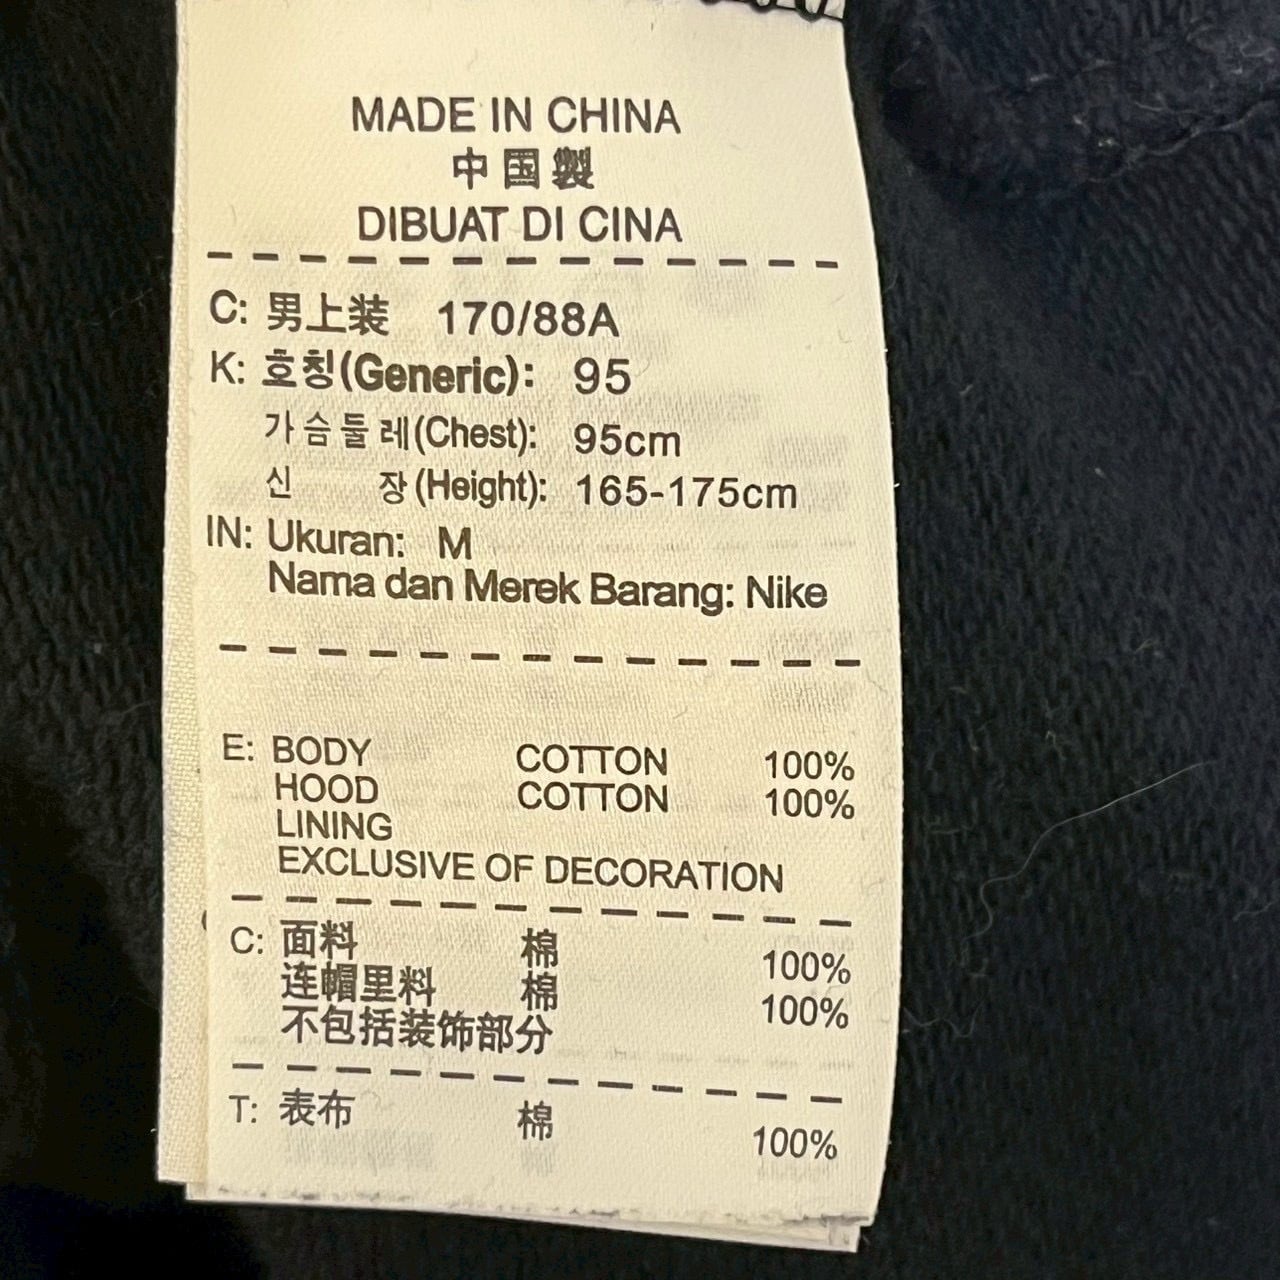 MADE IN CHINA
中国製
DIBUAT DI CINA
C: 男上装 170/88A
K: 호칭(Generic): 95
가슴둘레(Chest): 95cm
신 장(Height): 165-175cm
IN: Ukuran: M
Nama dan Merek Barang: Nike
E: BODY COTTON 100%
HOOD COTTON 100%
LINING
EXCLUSIVE OF DECORATION
C: 面料 棉 100%
连帽里料 棉 100%
不包括装饰部分
T: 表布 棉 100%